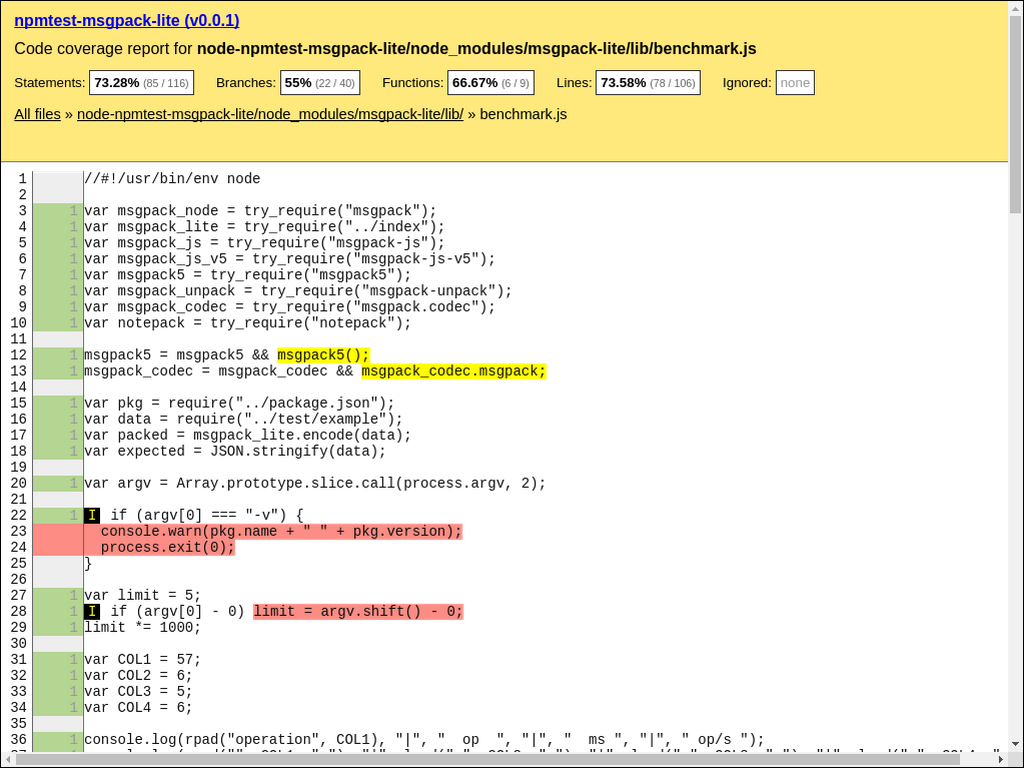 npmtest-msgpack-lite (v0.0.1)
Code coverage report for node-npmtest-msgpack-lite/node_modules/msgpack-lite/lib/benchmark.js
Statements: 73.28% (85 / 116) Branches: 55% (22 / 40) Functions: 66.67% (6 / 9) Lines: 73.58% (78 / 106) Ignored: none
All files » node-npmtest-msgpack-lite/node_modules/msgpack-lite/lib/ » benchmark.js
1 //#!/usr/bin/env node
2
3 1 var msgpack_node = try_require("msgpack");
4 1 var msgpack_lite = try_require("../index");
5 1 var msgpack_js = try_require("msgpack-js");
6 1 var msgpack_js_v5 = try_require("msgpack-js-v5");
7 1 var msgpack5 = try_require("msgpack5");
8 1 var msgpack_unpack = try_require("msgpack-unpack");
9 1 var msgpack_codec = try_require("msgpack.codec");
10 1 var notepack = try_require("notepack");
11
12 1 msgpack5 = msgpack5 && msgpack5();
13 1 msgpack_codec = msgpack_codec && msgpack_codec.msgpack;
14
15 1 var pkg = require("../package.json");
16 1 var data = require("../test/example");
17 1 var packed = msgpack_lite.encode(data);
18 1 var expected = JSON.stringify(data);
19
20 1 var argv = Array.prototype.slice.call(process.argv, 2);
21
22 1 I if (argv[0] === "-v") {
23 console.warn(pkg.name + " " + pkg.version);
24 process.exit(0);
25 }
26
27 1 var limit = 5;
28 1 I if (argv[0] - 0) limit = argv.shift() - 0;
29 1 limit *= 1000;
30
31 1 var COL1 = 57;
32 1 var COL2 = 6;
33 1 var COL3 = 5;
34 1 var COL4 = 6;
35
36 1 console.log(rpad("operation", COL1), "|", "  op  ", "|", "  ms ", "|", " op/s ");